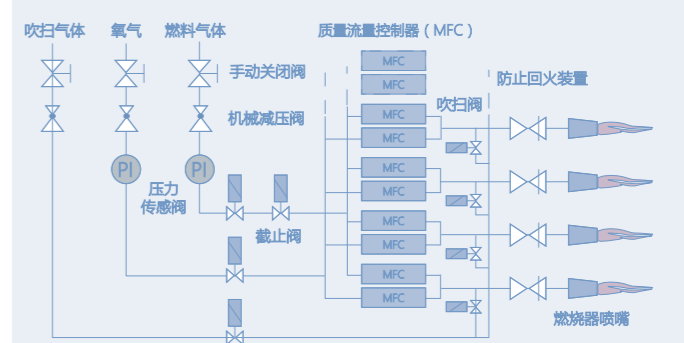 吹扫气体 氧气 燃料气体 质量流量控制器（MFC）
MFC
手动关闭阀
防止回火装置
MFC
吹扫阀
机械减压阀
MFC
MFC
PI PI
MFC
压力
传感阀
MFC
截止阀
MFC
MFC
MFC
MFC
燃烧器喷嘴